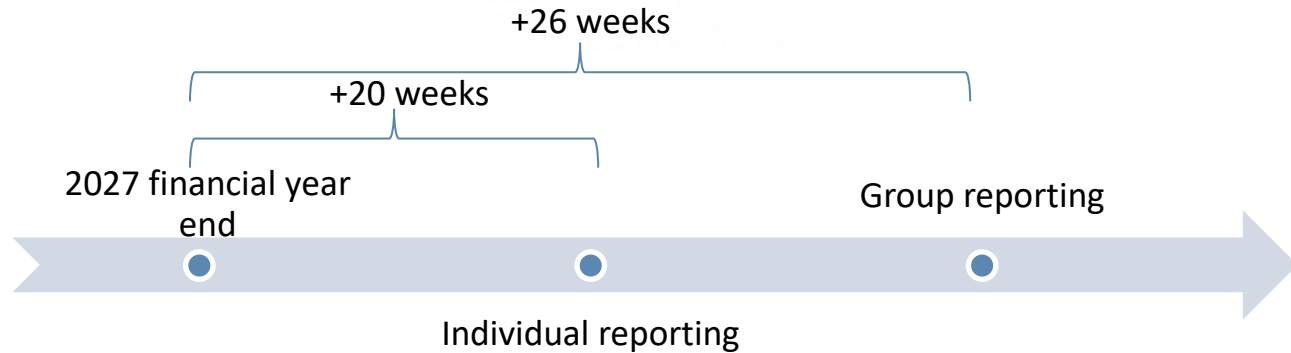 +26 weeks
+20 weeks
2027 financial year
end
Group reporting
Individual reporting